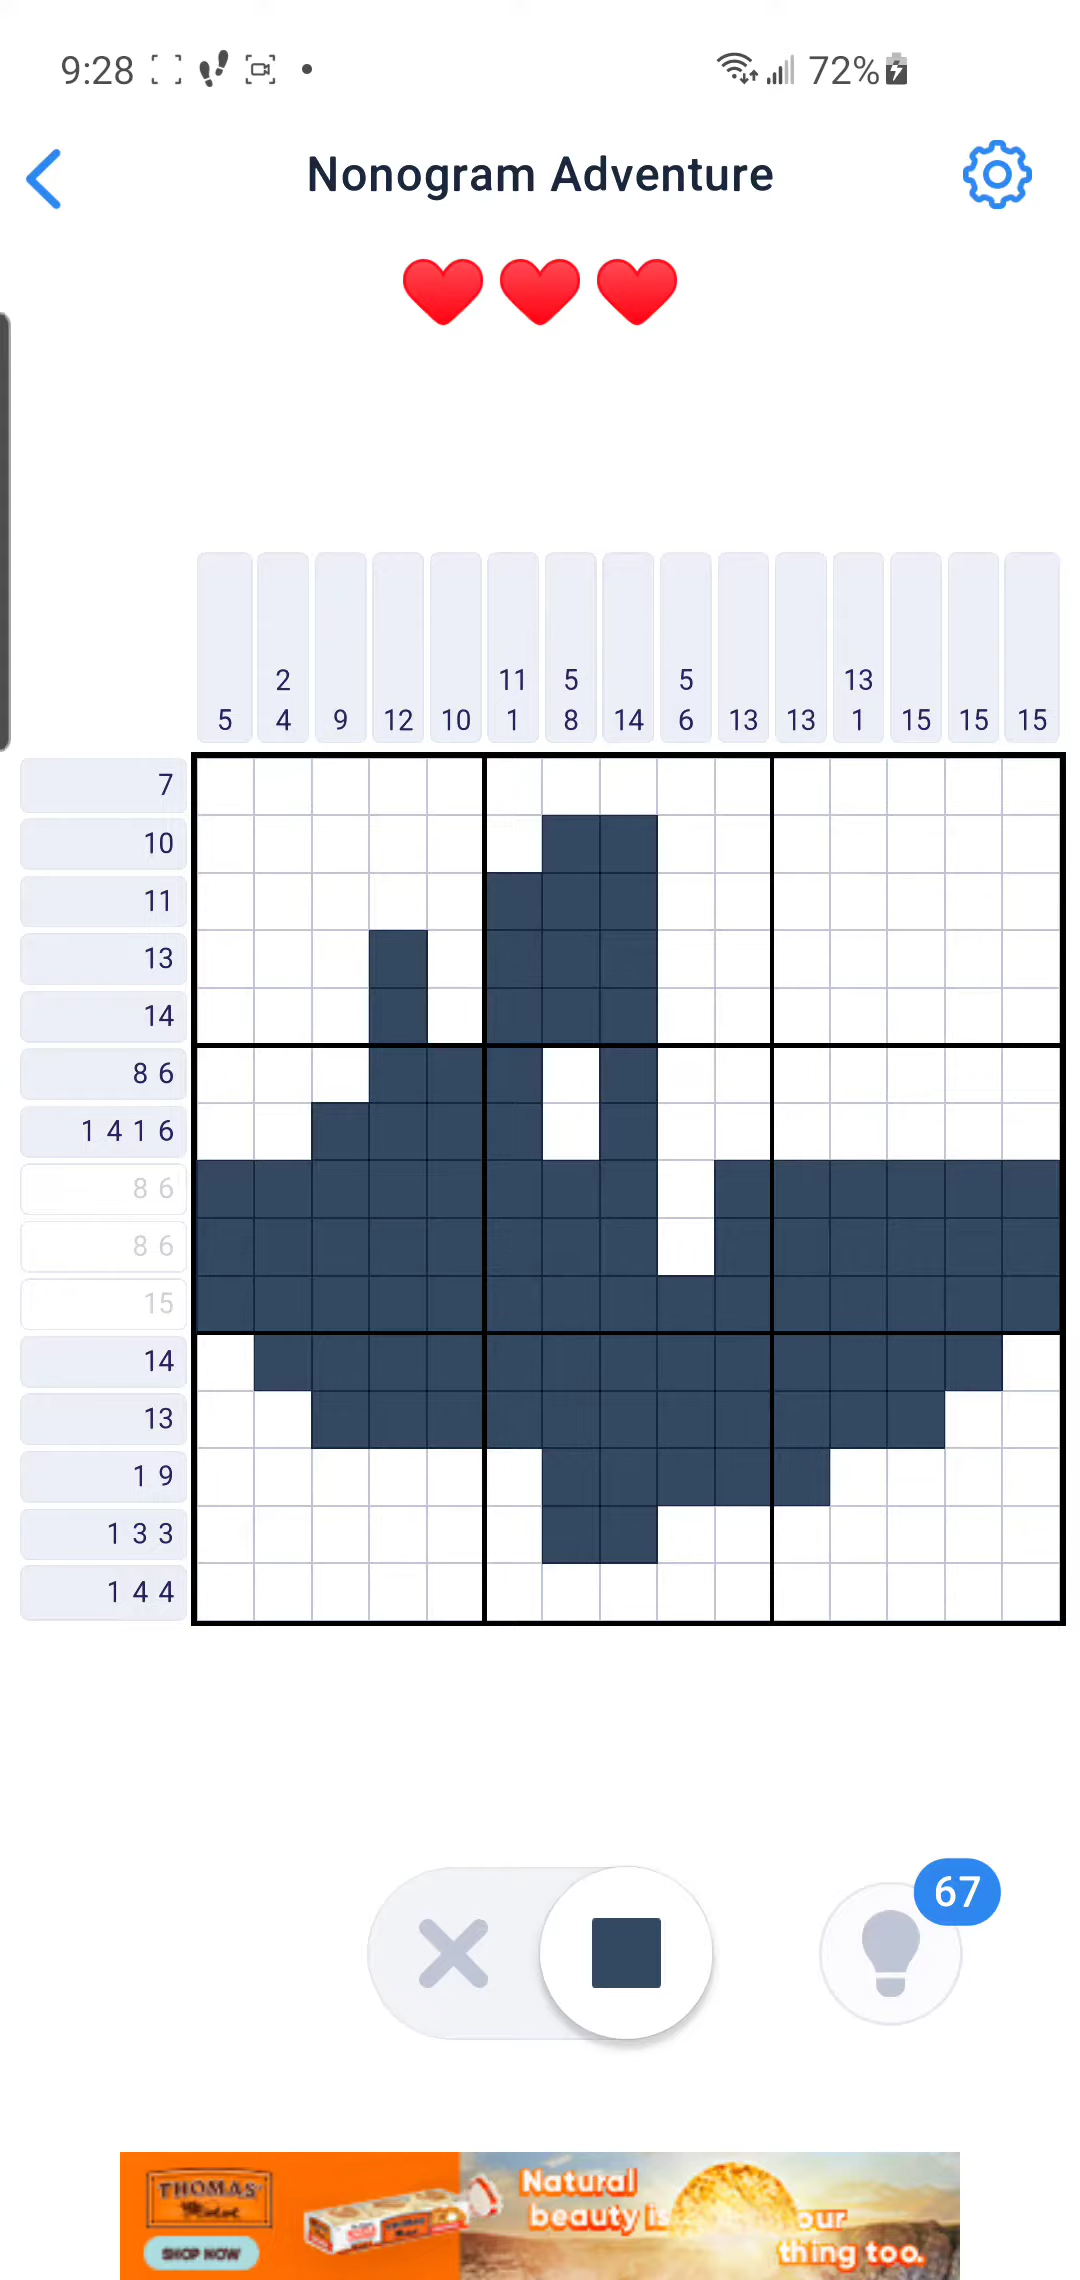 9:28 72%
Nonogram Adventure
2 11 5 5 13
5 4 9 12 10 1 8 14 6 13 13 1 15 15 15
7
10
11
13
14
8 6
1 4 1 6
8 6
8 6
15
14
13
1 9
1 3 3
1 4 4
67
THOMAS'
SHOP NOW
Natural
beauty is our
thing too.